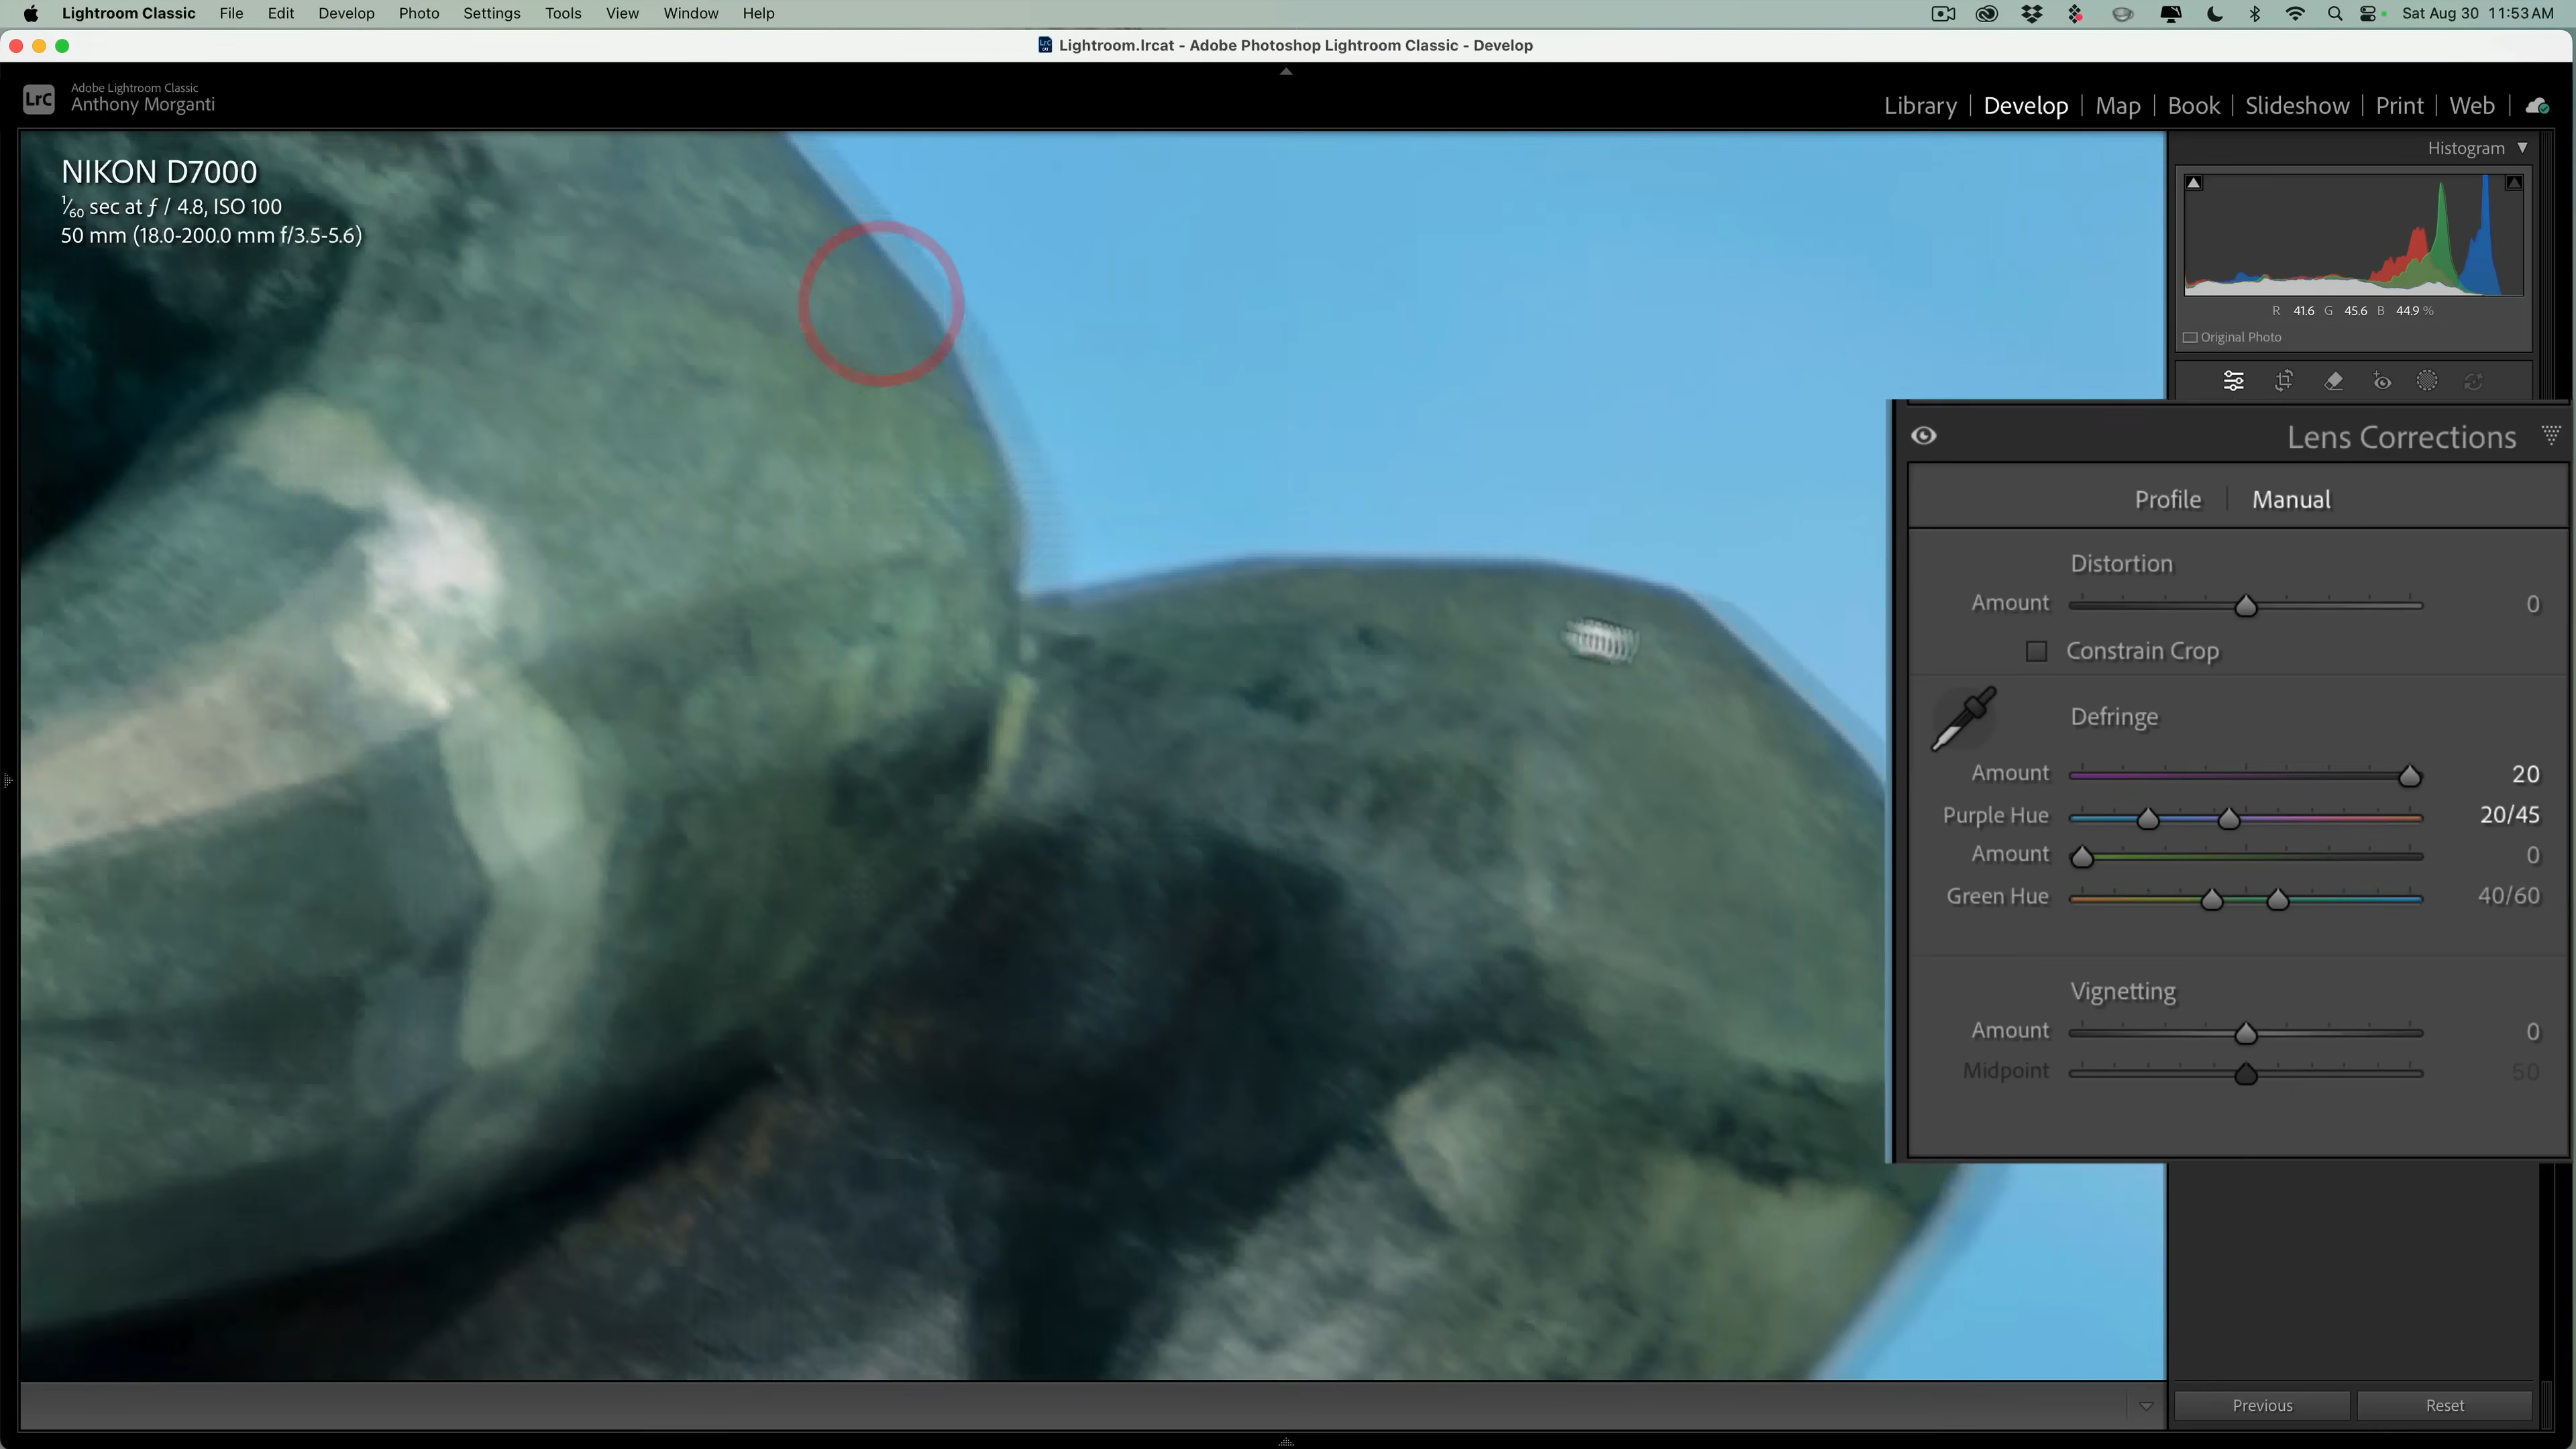 Lightroom Classic File Edit Develop Photo Settings Tools View Window Help Sat Aug 30 11:53 AM
Lightroom.lrcat - Adobe Photoshop Lightroom Classic - Develop
LrC
Adobe Lightroom Classic
Anthony Morganti
Library | Develop | Map | Book | Slideshow | Print | Web |
NIKON D7000
1/60 sec at ƒ / 4.8, ISO 100
50 mm (18.0-200.0 mm f/3.5-5.6)
Histogram
R 41.6 G 45.6 B 44.9 %
Original Photo
Lens Corrections
Profile | Manual
Distortion
Amount 0
Constrain Crop
Defringe
Amount 20
Purple Hue 20/45
Amount 0
Green Hue 40/60
Vignetting
Amount 0
Midpoint 50
Previous Reset